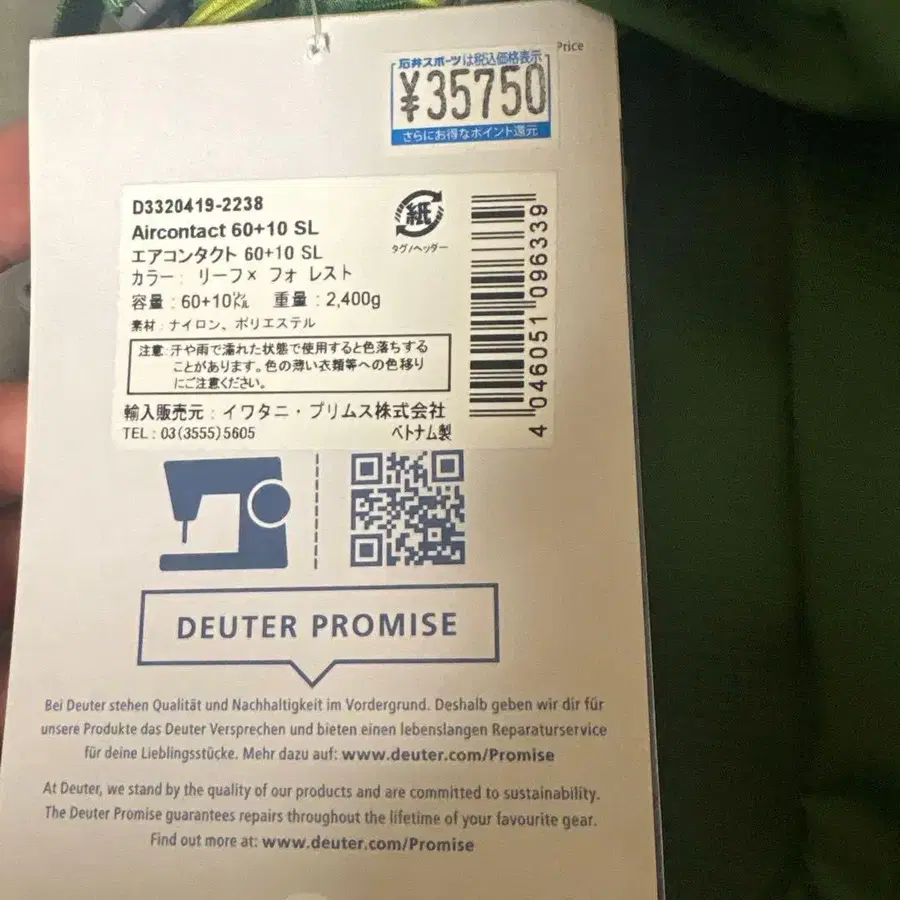 Price
石井スポーツは税込価格表示
¥35750
さらにお得なポイント還元
D3320419-2238
Aircontact 60+10 SL
エアコンタクト 60+10 SL
カラー： リーフ× フォ レスト
容量：60+10㍑ 重量：2,400g
素材：ナイロン、ポリエステル
注意：汗や雨で濡れた状態で使用すると色落ちする
ことがあります。色の薄い衣類等への色移り
にご注意ください。
輸入販売元：イワタニ・プリムス株式会社
TEL：03(3555)5605 ベトナム製
紙
タグ/ヘッダー
4 046051 096339
DEUTER PROMISE
Bei Deuter stehen Qualität und Nachhaltigkeit im Vordergrund. Deshalb geben wir dir für
unsere Produkte das Deuter Versprechen und bieten einen lebenslangen Reparaturservice
für deine Lieblingsstücke. Mehr dazu auf: www.deuter.com/Promise
At Deuter, we stand by the quality of our products and are committed to sustainability.
The Deuter Promise guarantees repairs throughout the lifetime of your favourite gear.
Find out more at: www.deuter.com/Promise